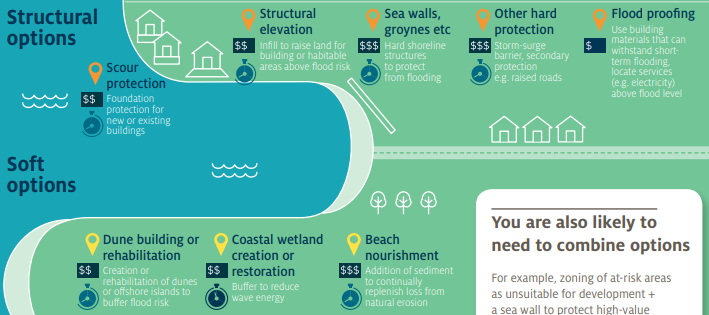 Structural
options
Scour
protection
$$
Foundation
protection for
new or existing
buildings
Structural
elevation
$$
Infill to raise land for
building or habitable
areas above flood risk
Sea walls,
groynes etc
$$$
Hard shoreline
structures
to protect
from flooding
Other hard
protection
$$$
Storm-surge
barrier, secondary
protection
e.g. raised roads
Flood proofing
$
Use building
materials that can
withstand short-
term flooding,
locate services
(e.g. electricity)
above flood level
Soft
options
Dune building or
rehabilitation
$$
Creation or
rehabilitation of dunes
or offshore islands to
buffer flood risk
Coastal wetland
creation or
restoration
$$
Buffer to reduce
wave energy
Beach
nourishment
$$$
Addition of sediment
to continually
replenish loss from
natural erosion
You are also likely to
need to combine options
For example, zoning of at-risk areas
as unsuitable for development +
a sea wall to protect high-value